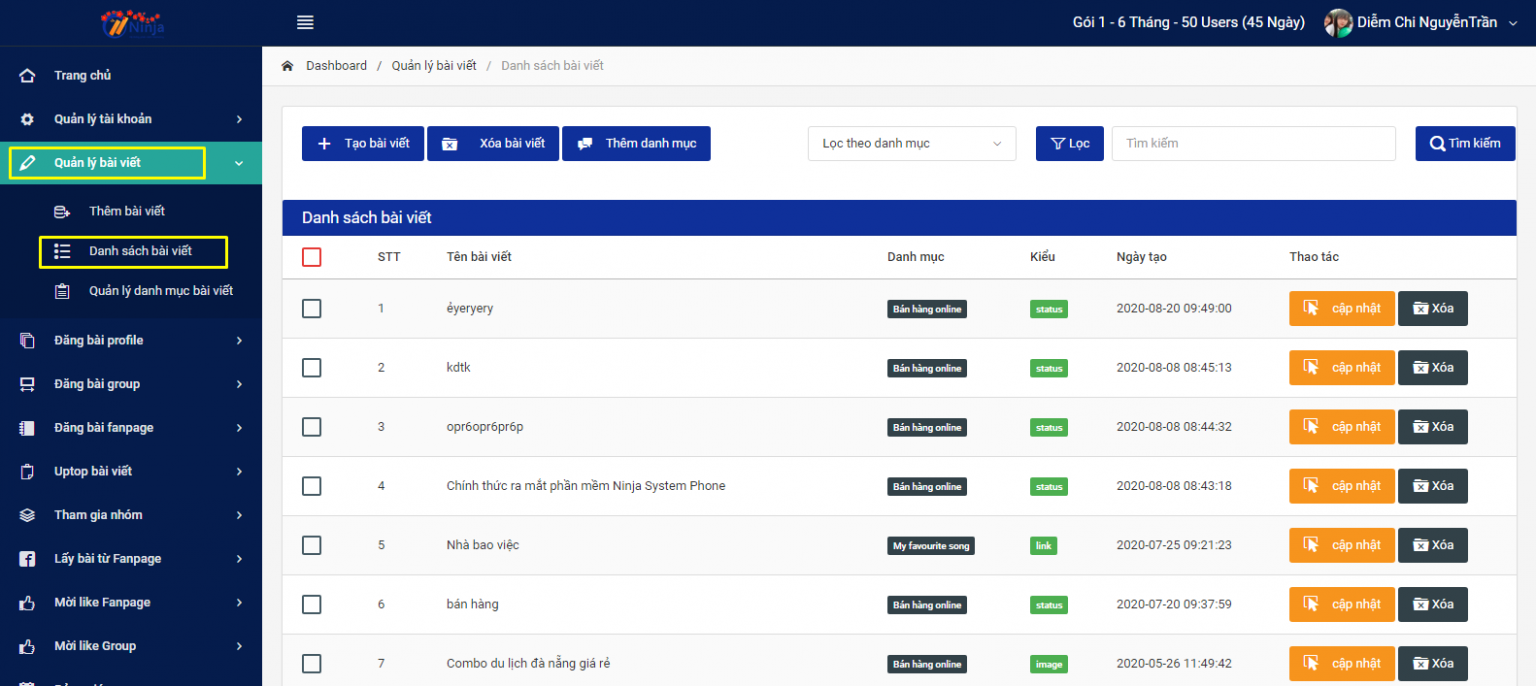 Ninja
Gói 1 - 6 Tháng - 50 Users (45 Ngày)
Diễm Chi NguyễnTrần
Trang chủ
Quản lý tài khoản
Quản lý bài viết
Thêm bài viết
Danh sách bài viết
Quản lý danh mục bài viết
Đăng bài profile
Đăng bài group
Đăng bài fanpage
Uptop bài viết
Tham gia nhóm
Lấy bài từ Fanpage
Mời like Fanpage
Mời like Group
Dashboard / Quản lý bài viết / Danh sách bài viết
Tạo bài viết Xóa bài viết Thêm danh mục Lọc theo danh mục Lọc Tìm kiếm Tìm kiếm
Danh sách bài viết
STT Tên bài viết Danh mục Kiểu Ngày tạo Thao tác
1 ẻyeryery Bán hàng online status 2020-08-20 09:49:00 cập nhật Xóa
2 kdtk Bán hàng online status 2020-08-08 08:45:13 cập nhật Xóa
3 opr6opr6pr6p Bán hàng online status 2020-08-08 08:44:32 cập nhật Xóa
4 Chính thức ra mắt phần mềm Ninja System Phone Bán hàng online status 2020-08-08 08:43:18 cập nhật Xóa
5 Nhà bao việc My favourite song link 2020-07-25 09:21:23 cập nhật Xóa
6 bán hàng Bán hàng online status 2020-07-20 09:37:59 cập nhật Xóa
7 Combo du lịch đà nẵng giá rẻ Bán hàng online image 2020-05-26 11:49:42 cập nhật Xóa